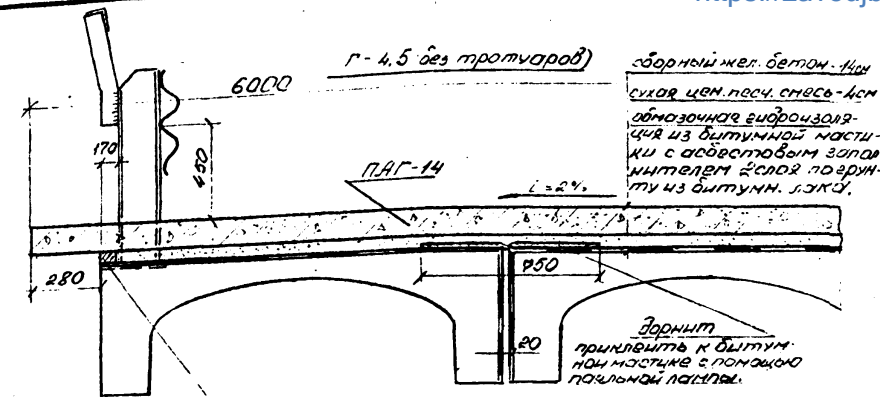 Г-4,5 без тротуаров)
6000
сборный жел. бетон-14см
сухая цем. песч. смесь-4см
обмазочная гидроизоля-
ция из битумной масти-
ки с асбестовым запол
нителем 2слоя по грун-
ту из битумн. лака.
170
450
ПАГ-14
i=2%
280
750
20
Дорнит
приклеить к битум-
ной мастике с помощью
паяльной лампы.